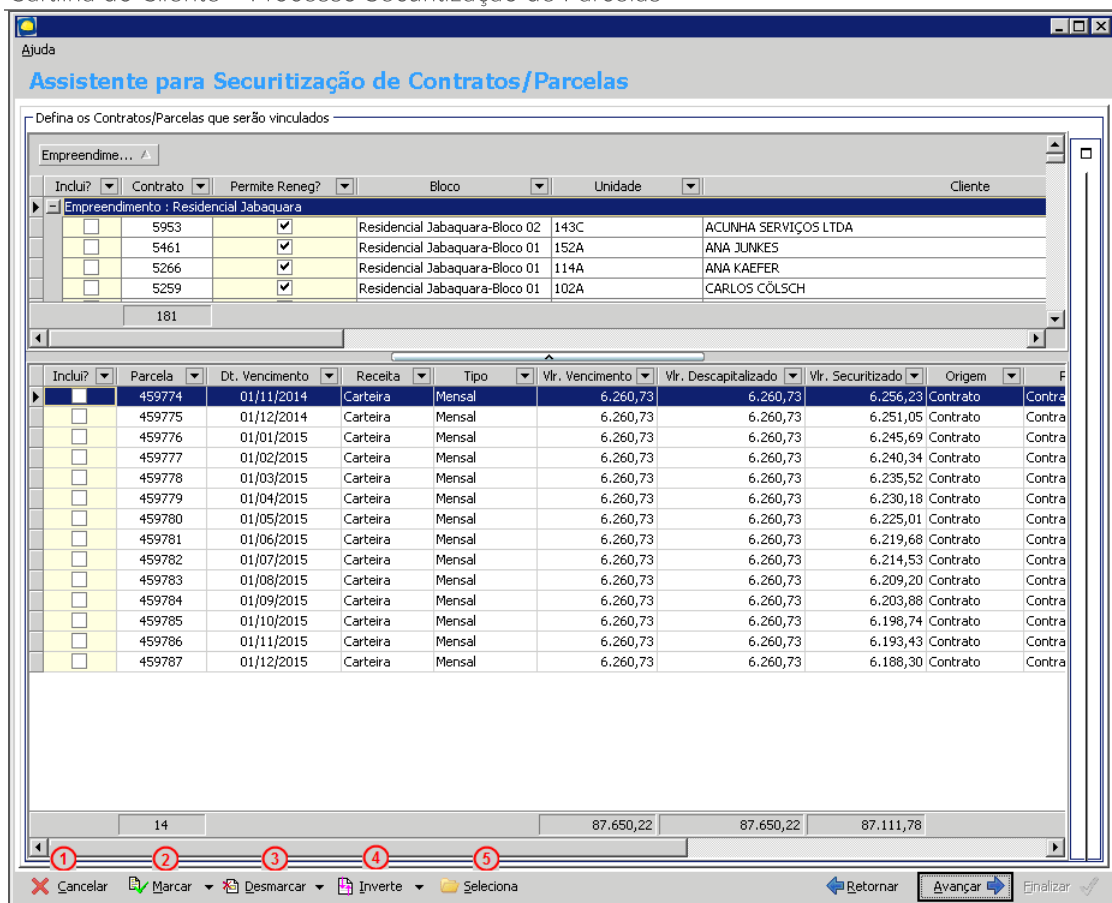 Cartilha do Cliente – Processo Securitização de Parcelas
Ajuda
Assistente para Securitização de Contratos/Parcelas
Defina os Contratos/Parcelas que serão vinculados
Empreendime...
Inclui? Contrato Permite Reneg? Bloco Unidade Cliente
Empreendimento : Residencial Jabaquara
5953 Residencial Jabaquara-Bloco 02 143C ACUNHA SERVIÇOS LTDA
5461 Residencial Jabaquara-Bloco 01 152A ANA JUNKES
5266 Residencial Jabaquara-Bloco 01 114A ANA KAEFER
5259 Residencial Jabaquara-Bloco 01 102A CARLOS CÖLSCH
181
Inclui? Parcela Dt. Vencimento Receita Tipo Vlr. Vencimento Vlr. Descapitalizado Vlr. Securitizado Origem F
459774 01/11/2014 Carteira Mensal 6.260,73 6.260,73 6.256,23 Contrato Contra
459775 01/12/2014 Carteira Mensal 6.260,73 6.260,73 6.251,05 Contrato Contra
459776 01/01/2015 Carteira Mensal 6.260,73 6.260,73 6.245,69 Contrato Contra
459777 01/02/2015 Carteira Mensal 6.260,73 6.260,73 6.240,34 Contrato Contra
459778 01/03/2015 Carteira Mensal 6.260,73 6.260,73 6.235,52 Contrato Contra
459779 01/04/2015 Carteira Mensal 6.260,73 6.260,73 6.230,18 Contrato Contra
459780 01/05/2015 Carteira Mensal 6.260,73 6.260,73 6.225,01 Contrato Contra
459781 01/06/2015 Carteira Mensal 6.260,73 6.260,73 6.219,68 Contrato Contra
459782 01/07/2015 Carteira Mensal 6.260,73 6.260,73 6.214,53 Contrato Contra
459783 01/08/2015 Carteira Mensal 6.260,73 6.260,73 6.209,20 Contrato Contra
459784 01/09/2015 Carteira Mensal 6.260,73 6.260,73 6.203,88 Contrato Contra
459785 01/10/2015 Carteira Mensal 6.260,73 6.260,73 6.198,74 Contrato Contra
459786 01/11/2015 Carteira Mensal 6.260,73 6.260,73 6.193,43 Contrato Contra
459787 01/12/2015 Carteira Mensal 6.260,73 6.260,73 6.188,30 Contrato Contra
14 87.650,22 87.650,22 87.111,78
1 2 3 4 5
Cancelar Marcar Desmarcar Inverte Seleciona Retornar Avançar Finalizar